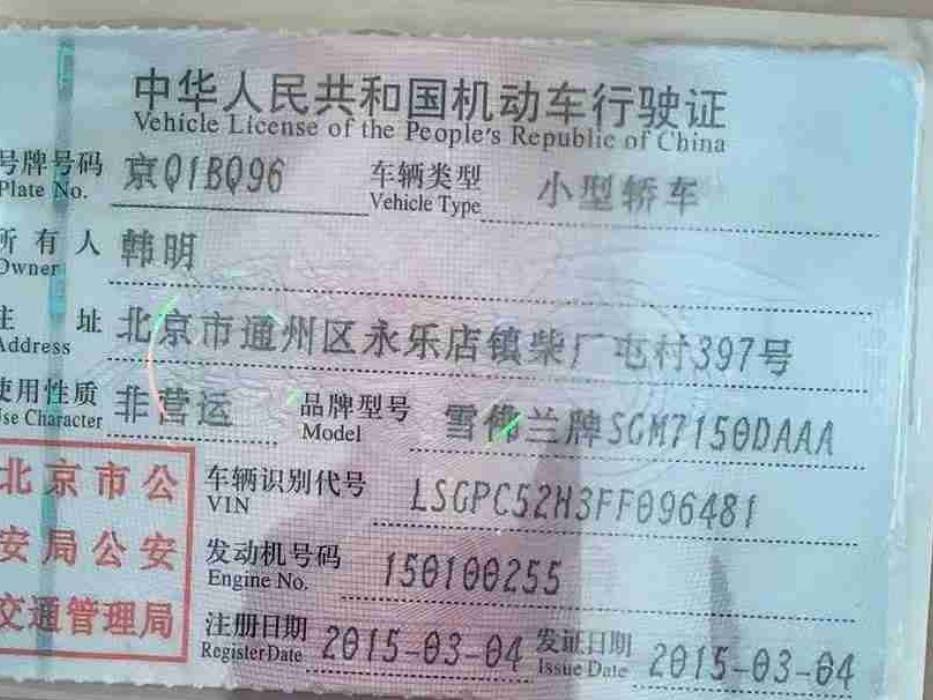 中华人民共和国机动车行驶证
Vehicle License of the People's Republic of China
号牌号码 京Q1BQ96 车辆类型 小型轿车
Plate No. Vehicle Type
所有人 韩明
Owner
住址 北京市通州区永乐店镇柴厂屯村397号
Address
使用性质 非营运 品牌型号 雪佛兰牌SGM7150DAAA
Use Character Model
北京市公 车辆识别代号 LSGPC52H3FF096481
VIN
安局公安 发动机号码 150100255
Engine No.
交通管理局 注册日期 2015-03-04 发证日期 2015-03-04
Register Date Issue Date